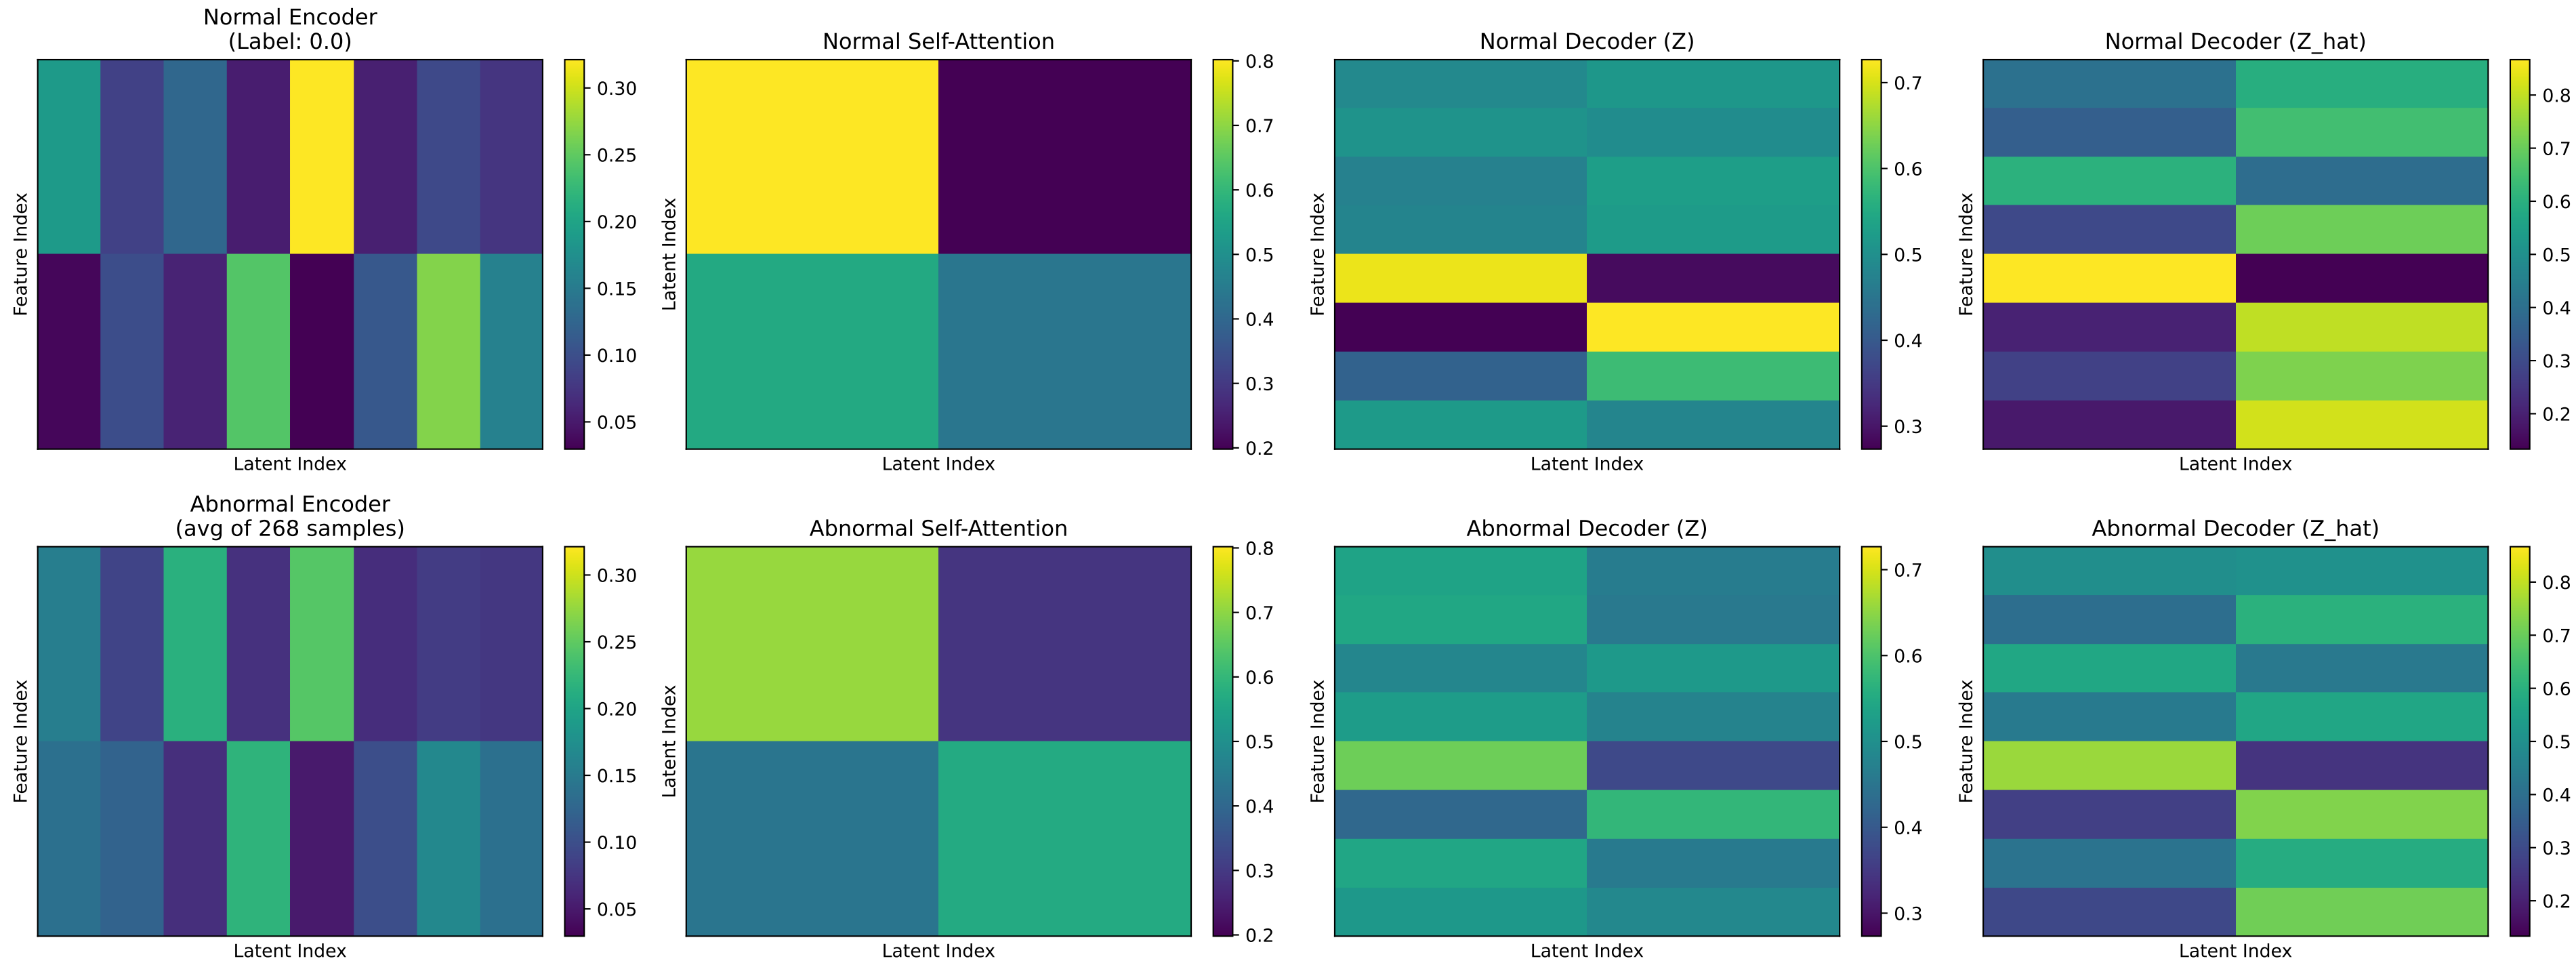 Normal Encoder
(Label: 0.0)
Feature Index
Latent Index
0.30
0.25
0.20
0.15
0.10
0.05
Normal Self-Attention
Latent Index
Latent Index
0.8
0.7
0.6
0.5
0.4
0.3
0.2
Normal Decoder (Z)
Feature Index
Latent Index
0.7
0.6
0.5
0.4
0.3
Normal Decoder (Z_hat)
Feature Index
Latent Index
0.8
0.7
0.6
0.5
0.4
0.3
0.2
Abnormal Encoder
(avg of 268 samples)
Feature Index
Latent Index
0.30
0.25
0.20
0.15
0.10
0.05
Abnormal Self-Attention
Latent Index
Latent Index
0.8
0.7
0.6
0.5
0.4
0.3
0.2
Abnormal Decoder (Z)
Feature Index
Latent Index
0.7
0.6
0.5
0.4
0.3
Abnormal Decoder (Z_hat)
Feature Index
Latent Index
0.8
0.7
0.6
0.5
0.4
0.3
0.2